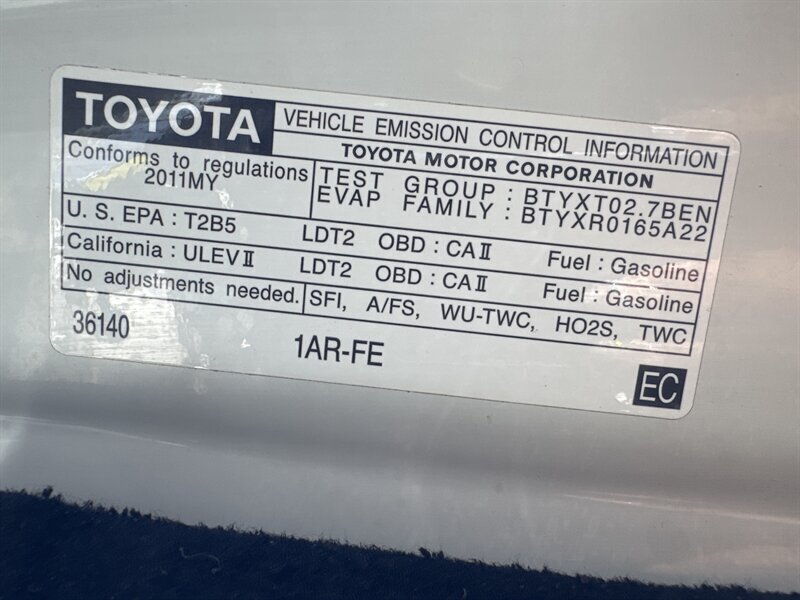 TOYOTA VEHICLE EMISSION CONTROL INFORMATION
TOYOTA MOTOR CORPORATION
Conforms to regulations
2011MY
TEST GROUP : BTYXT02.7BEN
EVAP FAMILY : BTYXR0165A22
U. S. EPA : T2B5 LDT2 OBD : CAⅡ Fuel : Gasoline
California : ULEVⅡ LDT2 OBD : CAⅡ Fuel : Gasoline
No adjustments needed. SFI, A/FS, WU-TWC, HO2S, TWC
36140 1AR-FE EC